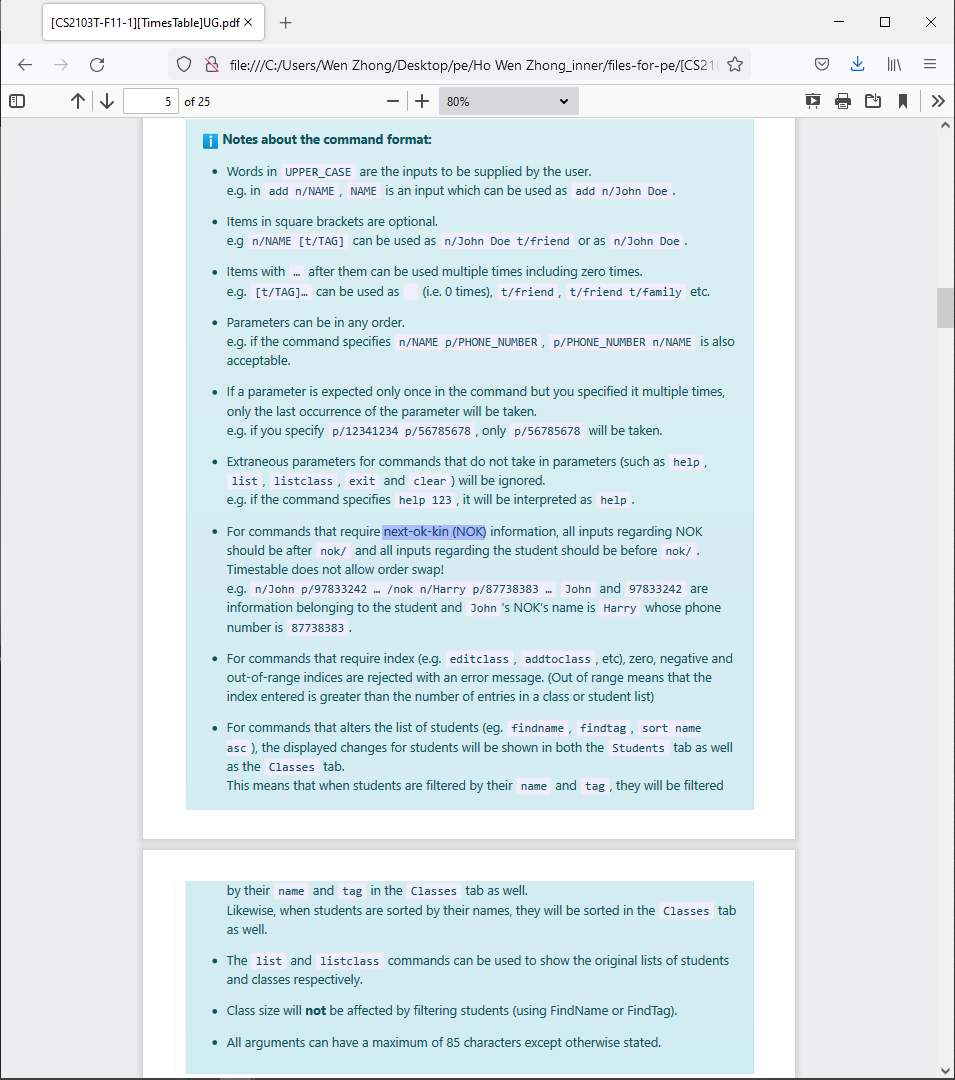 [CS2103T-F11-1][TimesTable]UG.pdf
file:///C:/Users/Wen Zhong/Desktop/pe/Ho Wen Zhong_inner/files-for-pe/[CS210
5 of 25
80%
Notes about the command format:
• Words in UPPER_CASE are the inputs to be supplied by the user.
e.g. in add n/NAME, NAME is an input which can be used as add n/John Doe.
• Items in square brackets are optional.
e.g n/NAME [t/TAG] can be used as n/John Doe t/friend or as n/John Doe.
• Items with … after them can be used multiple times including zero times.
e.g. [t/TAG]… can be used as (i.e. 0 times), t/friend, t/friend t/family etc.
• Parameters can be in any order.
e.g. if the command specifies n/NAME p/PHONE_NUMBER, p/PHONE_NUMBER n/NAME is also
acceptable.
• If a parameter is expected only once in the command but you specified it multiple times,
only the last occurrence of the parameter will be taken.
e.g. if you specify p/12341234 p/56785678, only p/56785678 will be taken.
• Extraneous parameters for commands that do not take in parameters (such as help,
list, listclass, exit and clear) will be ignored.
e.g. if the command specifies help 123, it will be interpreted as help.
• For commands that require next-ok-kin (NOK) information, all inputs regarding NOK
should be after nok/ and all inputs regarding the student should be before nok/.
Timestable does not allow order swap!
e.g. n/John p/97833242 … /nok n/Harry p/87738383 … John and 97833242 are
information belonging to the student and John's NOK's name is Harry whose phone
number is 87738383.
• For commands that require index (e.g. editclass, addtoclass, etc), zero, negative and
out-of-range indices are rejected with an error message. (Out of range means that the
index entered is greater than the number of entries in a class or student list)
• For commands that alters the list of students (eg. findname, findtag, sort name
asc), the displayed changes for students will be shown in both the Students tab as well
as the Classes tab.
This means that when students are filtered by their name and tag, they will be filtered
by their name and tag in the Classes tab as well.
Likewise, when students are sorted by their names, they will be sorted in the Classes tab
as well.
• The list and listclass commands can be used to show the original lists of students
and classes respectively.
• Class size will not be affected by filtering students (using FindName or FindTag).
• All arguments can have a maximum of 85 characters except otherwise stated.